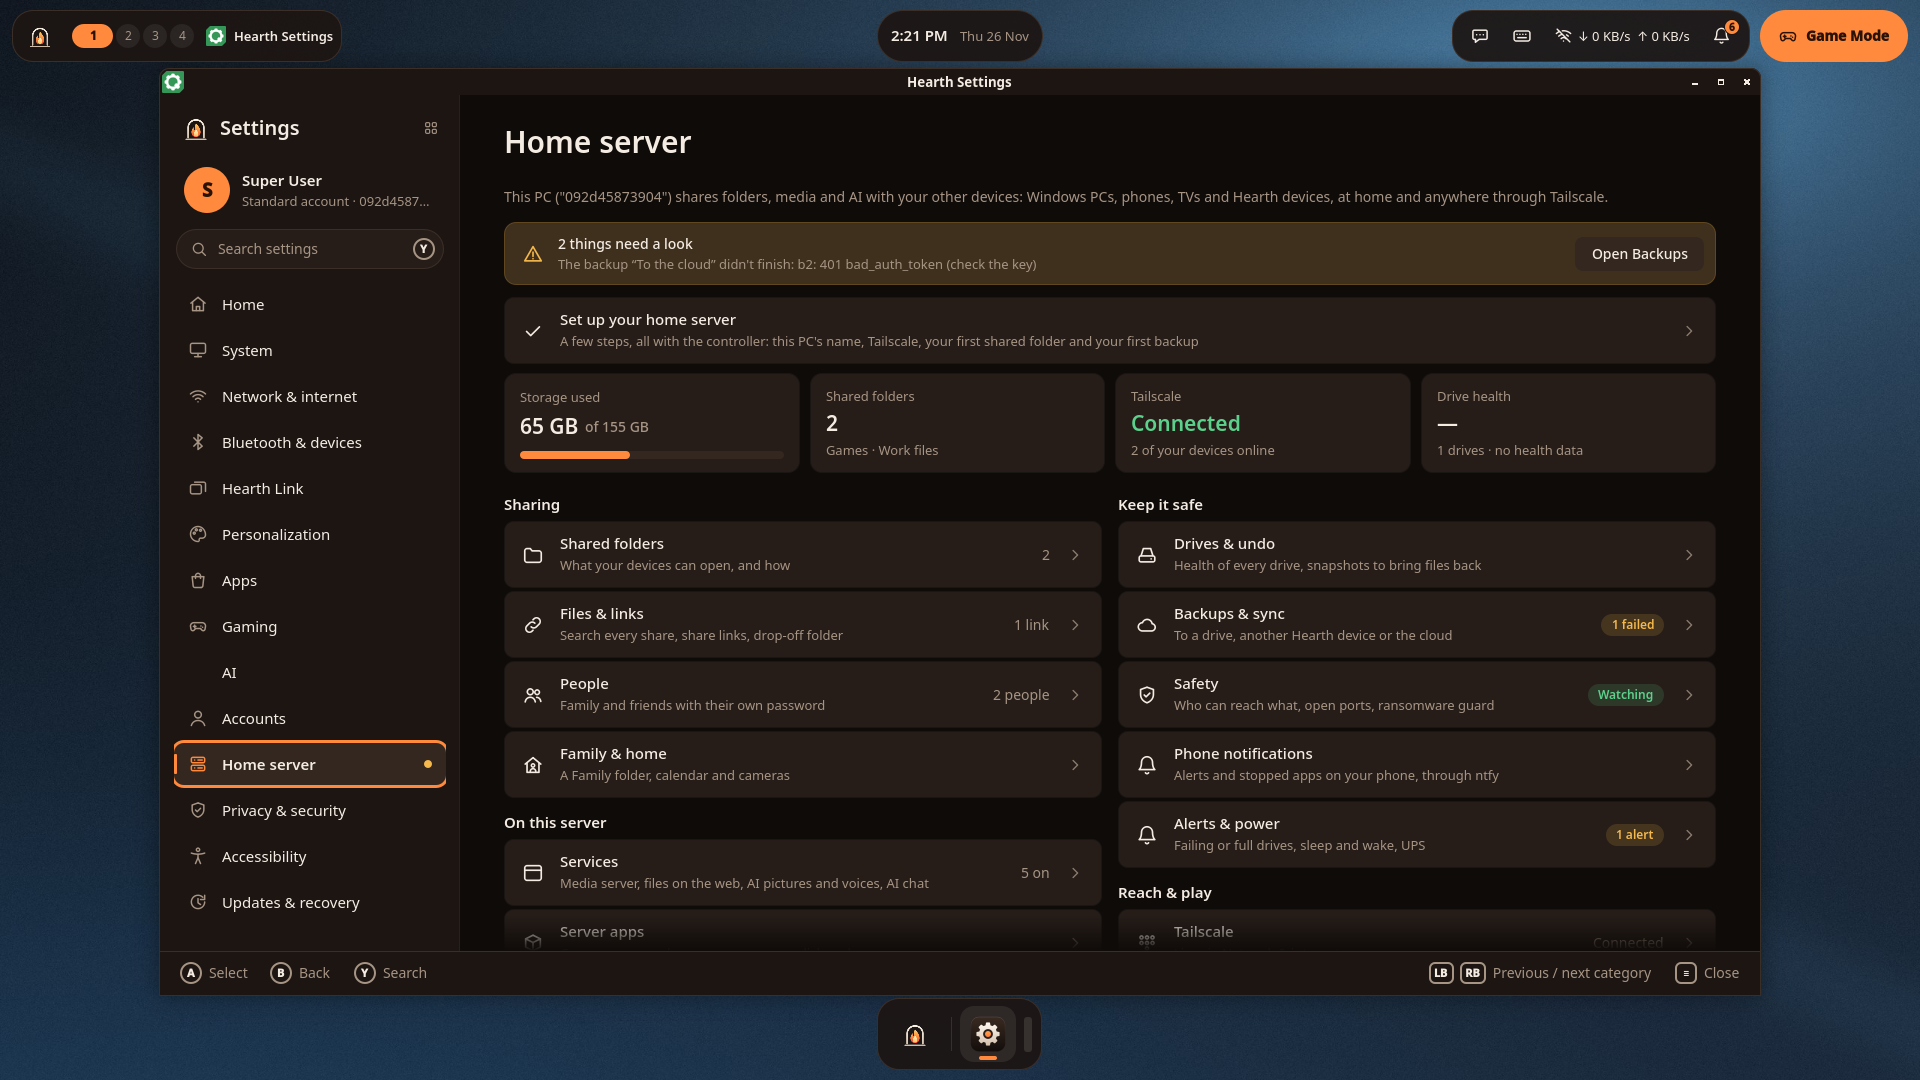 1 2 3 4 Hearth Settings
2:21 PM Thu 26 Nov
↓ 0 KB/s ↑ 0 KB/s 6 Game Mode
Hearth Settings
Settings
S Super User
Standard account · 092d4587...
Search settings Y
Home
System
Network & internet
Bluetooth & devices
Hearth Link
Personalization
Apps
Gaming
AI
Accounts
Home server
Privacy & security
Accessibility
Updates & recovery
Home server
This PC ("092d45873904") shares folders, media and AI with your other devices: Windows PCs, phones, TVs and Hearth devices, at home and anywhere through Tailscale.
2 things need a look
The backup “To the cloud” didn't finish: b2: 401 bad_auth_token (check the key)
Open Backups
Set up your home server
A few steps, all with the controller: this PC's name, Tailscale, your first shared folder and your first backup
Storage used
65 GB of 155 GB
Shared folders
2
Games · Work files
Tailscale
Connected
2 of your devices online
Drive health
—
1 drives · no health data
Sharing
Shared folders
What your devices can open, and how
2
Files & links
Search every share, share links, drop-off folder
1 link
People
Family and friends with their own password
2 people
Family & home
A Family folder, calendar and cameras
On this server
Services
Media server, files on the web, AI pictures and voices, AI chat
5 on
Server apps
Keep it safe
Drives & undo
Health of every drive, snapshots to bring files back
Backups & sync
To a drive, another Hearth device or the cloud
1 failed
Safety
Who can reach what, open ports, ransomware guard
Watching
Phone notifications
Alerts and stopped apps on your phone, through ntfy
Alerts & power
Failing or full drives, sleep and wake, UPS
1 alert
Reach & play
Tailscale
Connected
A Select B Back Y Search
LB RB Previous / next category ≡ Close